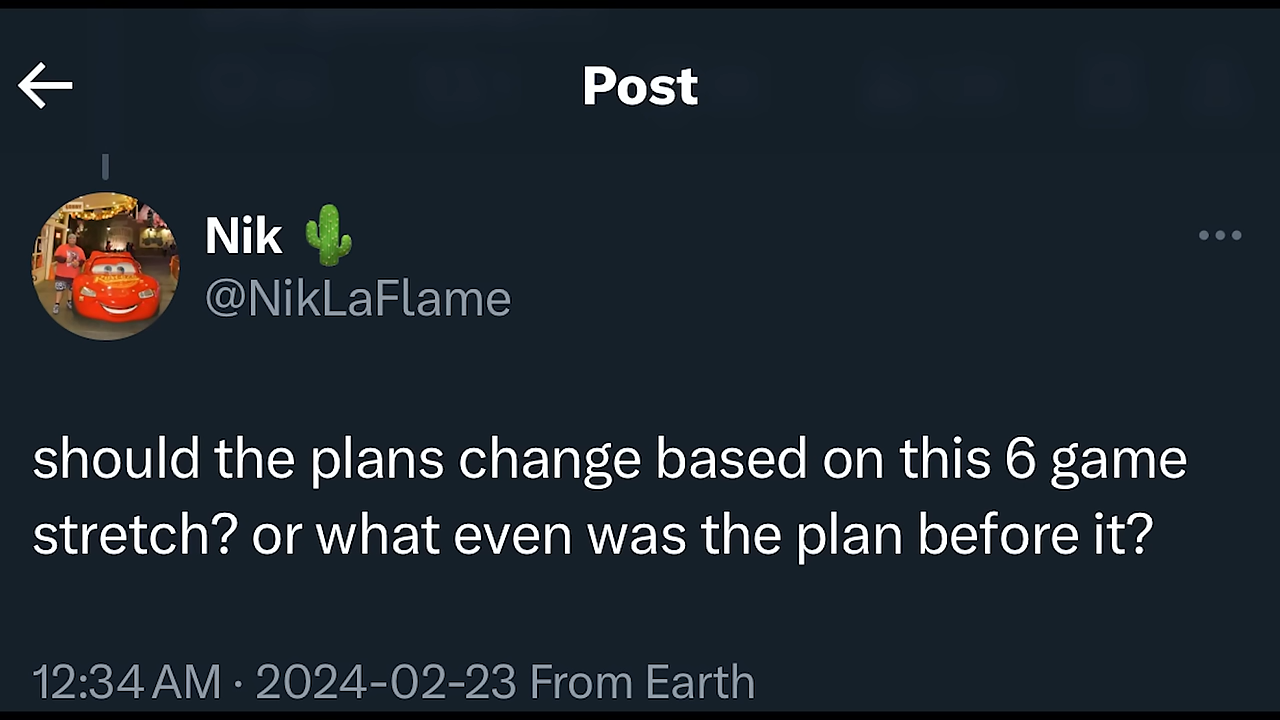 Post
Nik 🌵
@NikLaFlame
should the plans change based on this 6 game
stretch? or what even was the plan before it?
12:34 AM · 2024-02-23 From Earth